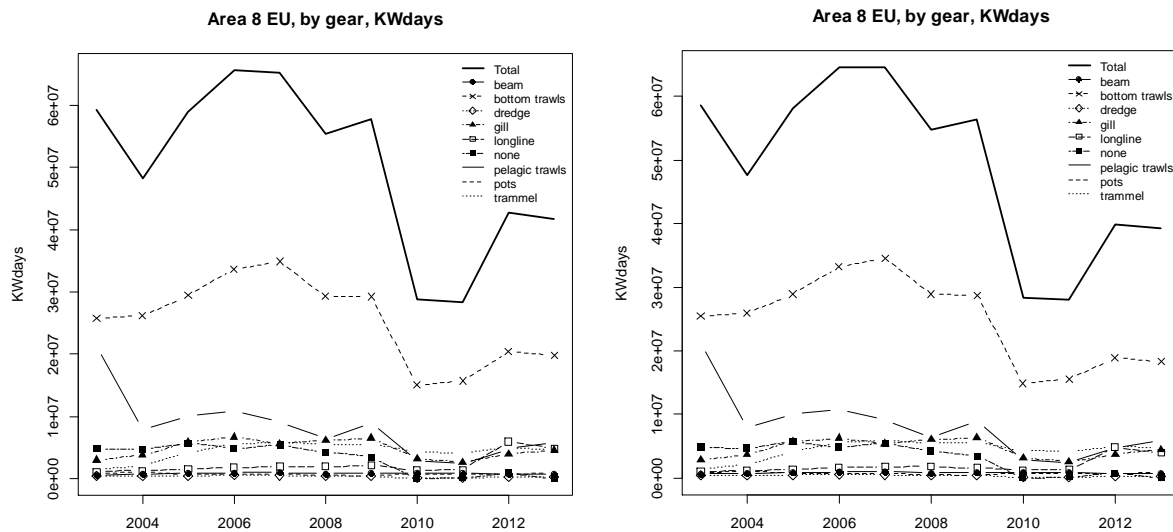 Area 8 EU, by gear, KWdays
KWdays
0e+00
1e+07
2e+07
3e+07
4e+07
5e+07
6e+07
2004
2006
2008
2010
2012
Total
beam
bottom trawls
dredge
gill
longline
none
pelagic trawls
pots
trammel
Area 8 EU, by gear, KWdays
KWdays
0e+00
1e+07
2e+07
3e+07
4e+07
5e+07
6e+07
2004
2006
2008
2010
2012
Total
beam
bottom trawls
dredge
gill
longline
none
pelagic trawls
pots
trammel